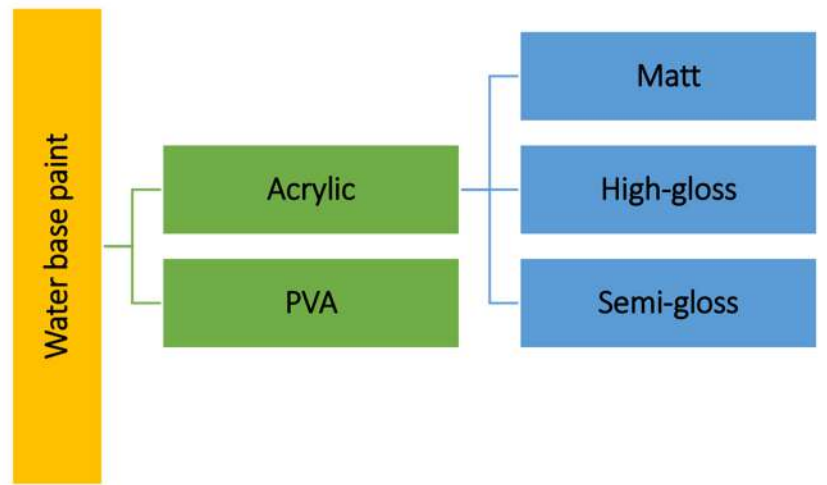 Water base paint
Acrylic
PVA
Matt
High-gloss
Semi-gloss